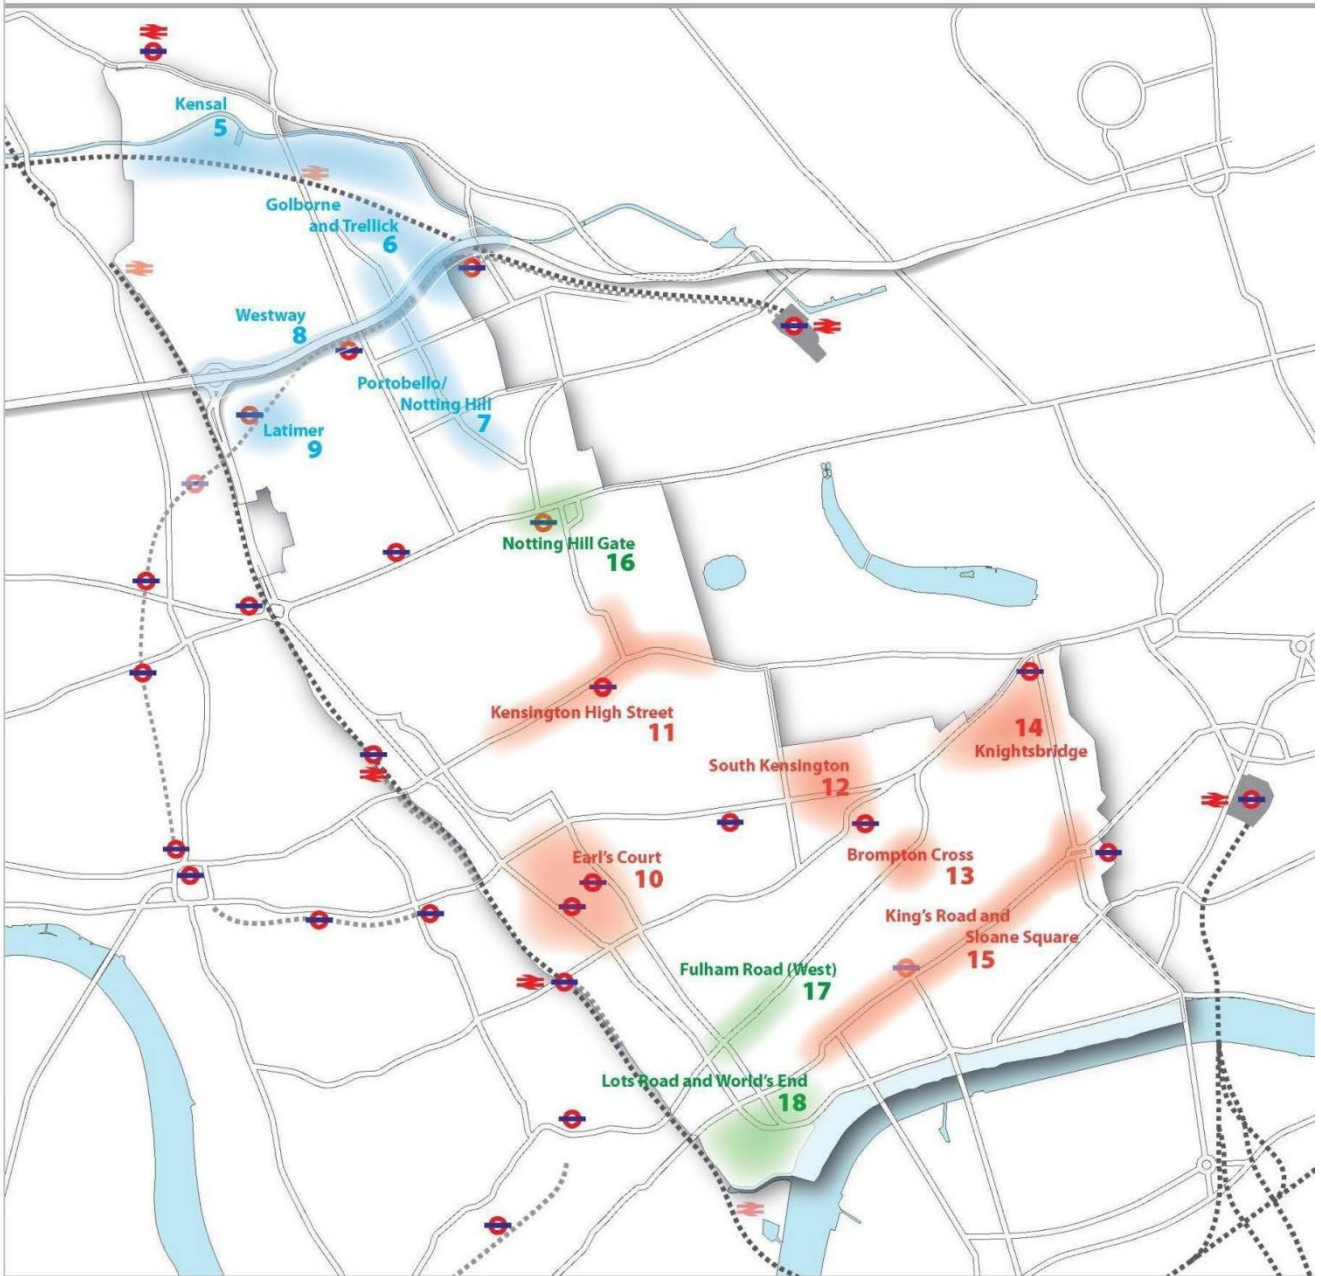 Kensal
5
Golborne
and Trellick
6
Westway
8
Portobello/
Notting Hill
7
Latimer
9
Notting Hill Gate
16
Kensington High Street
11
14
Knightsbridge
South Kensington
12
Earl's Court
10
Brompton Cross
13
King's Road and
Sloane Square
15
Fulham Road (West)
17
Lots Road and World's End
18